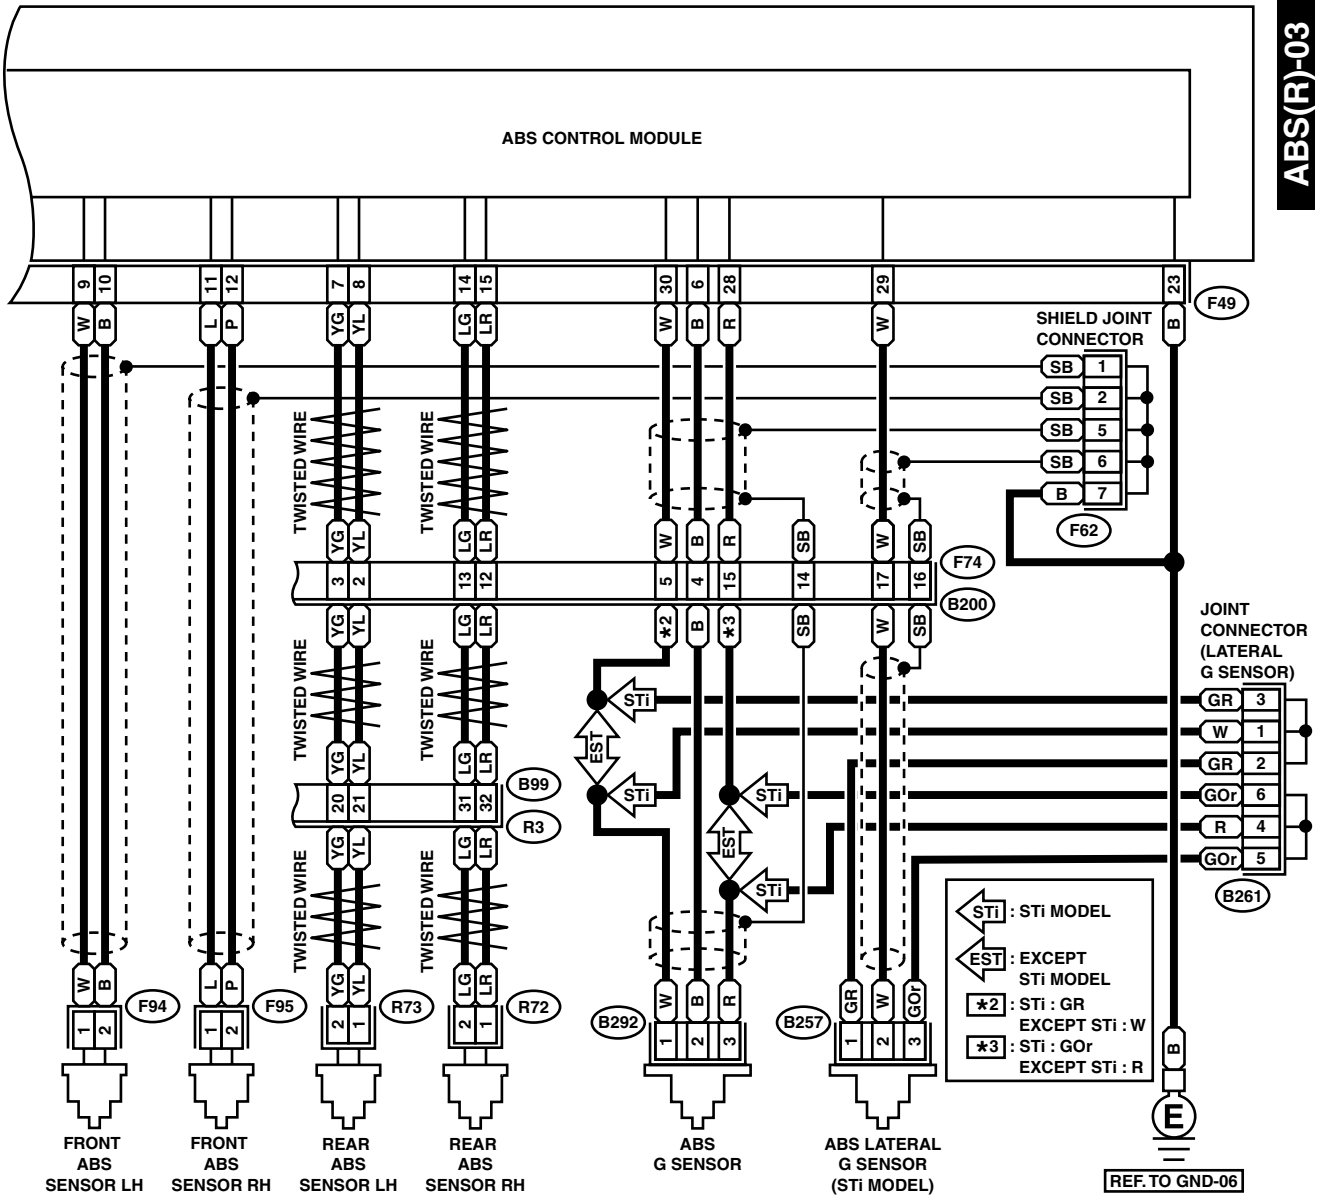 ABS(R)-03
ABS CONTROL MODULE
9 10 11 12 7 8 14 15 30 6 28 29 23
F49
W B L P YG YL LG LR W B R W B
SHIELD JOINT
CONNECTOR
SB 1
SB 2
SB 5
SB 6
B 7
F62
TWISTED WIRE
TWISTED WIRE
YG YL LG LR W B R SB W SB
3 2 13 12 5 4 15 14 17 16
F74
B200
YG YL LG LR *2 B *3 SB W SB
JOINT
CONNECTOR
(LATERAL
G SENSOR)
TWISTED WIRE
TWISTED WIRE
STi
GR 3
EST
W 1
GR 2
STi
STi
GOr 6
EST
R 4
STi
GOr 5
B261
YG YL LG LR
B99
20 21 31 32
R3
YG YL LG LR
TWISTED WIRE
TWISTED WIRE
STi : STi MODEL
EST : EXCEPT
STi MODEL
*2 : STi : GR
EXCEPT STi : W
*3 : STi : GOr
EXCEPT STi : R
W B L P YG YL LG LR W B R GR W GOr
F94
F95
R73
R72
B292
B257
1 2 1 2 2 1 2 1 1 2 3 1 2 3
B
E
REF. TO GND-06
FRONT
ABS
SENSOR LH
FRONT
ABS
SENSOR RH
REAR
ABS
SENSOR LH
REAR
ABS
SENSOR RH
ABS
G SENSOR
ABS LATERAL
G SENSOR
(STi MODEL)